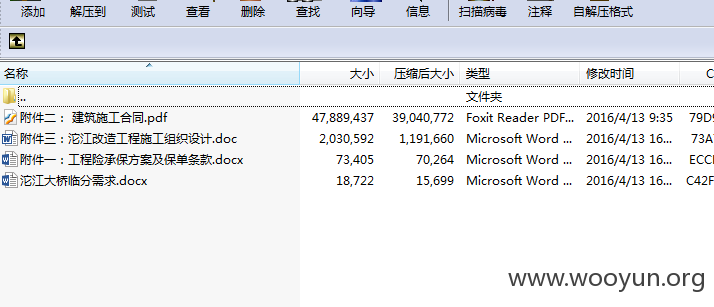 添加 解压到 测试 查看 删除 查找 向导 信息 扫描病毒 注释 自解压格式
名称 大小 压缩后大小 类型 修改时间 C
.. 文件夹
附件二： 建筑施工合同.pdf 47,889,437 39,040,772 Foxit Reader PDF... 2016/4/13 9:35 79D9
附件三：沱江改造工程施工组织设计.doc 2,030,592 1,191,660 Microsoft Word ... 2016/4/13 16... 73A
附件一：工程险承保方案及保单条款.docx 73,405 70,264 Microsoft Word ... 2016/4/13 16... ECCE
沱江大桥临分需求.docx 18,722 15,699 Microsoft Word ... 2016/4/13 16... C42F
www.wooyun.org